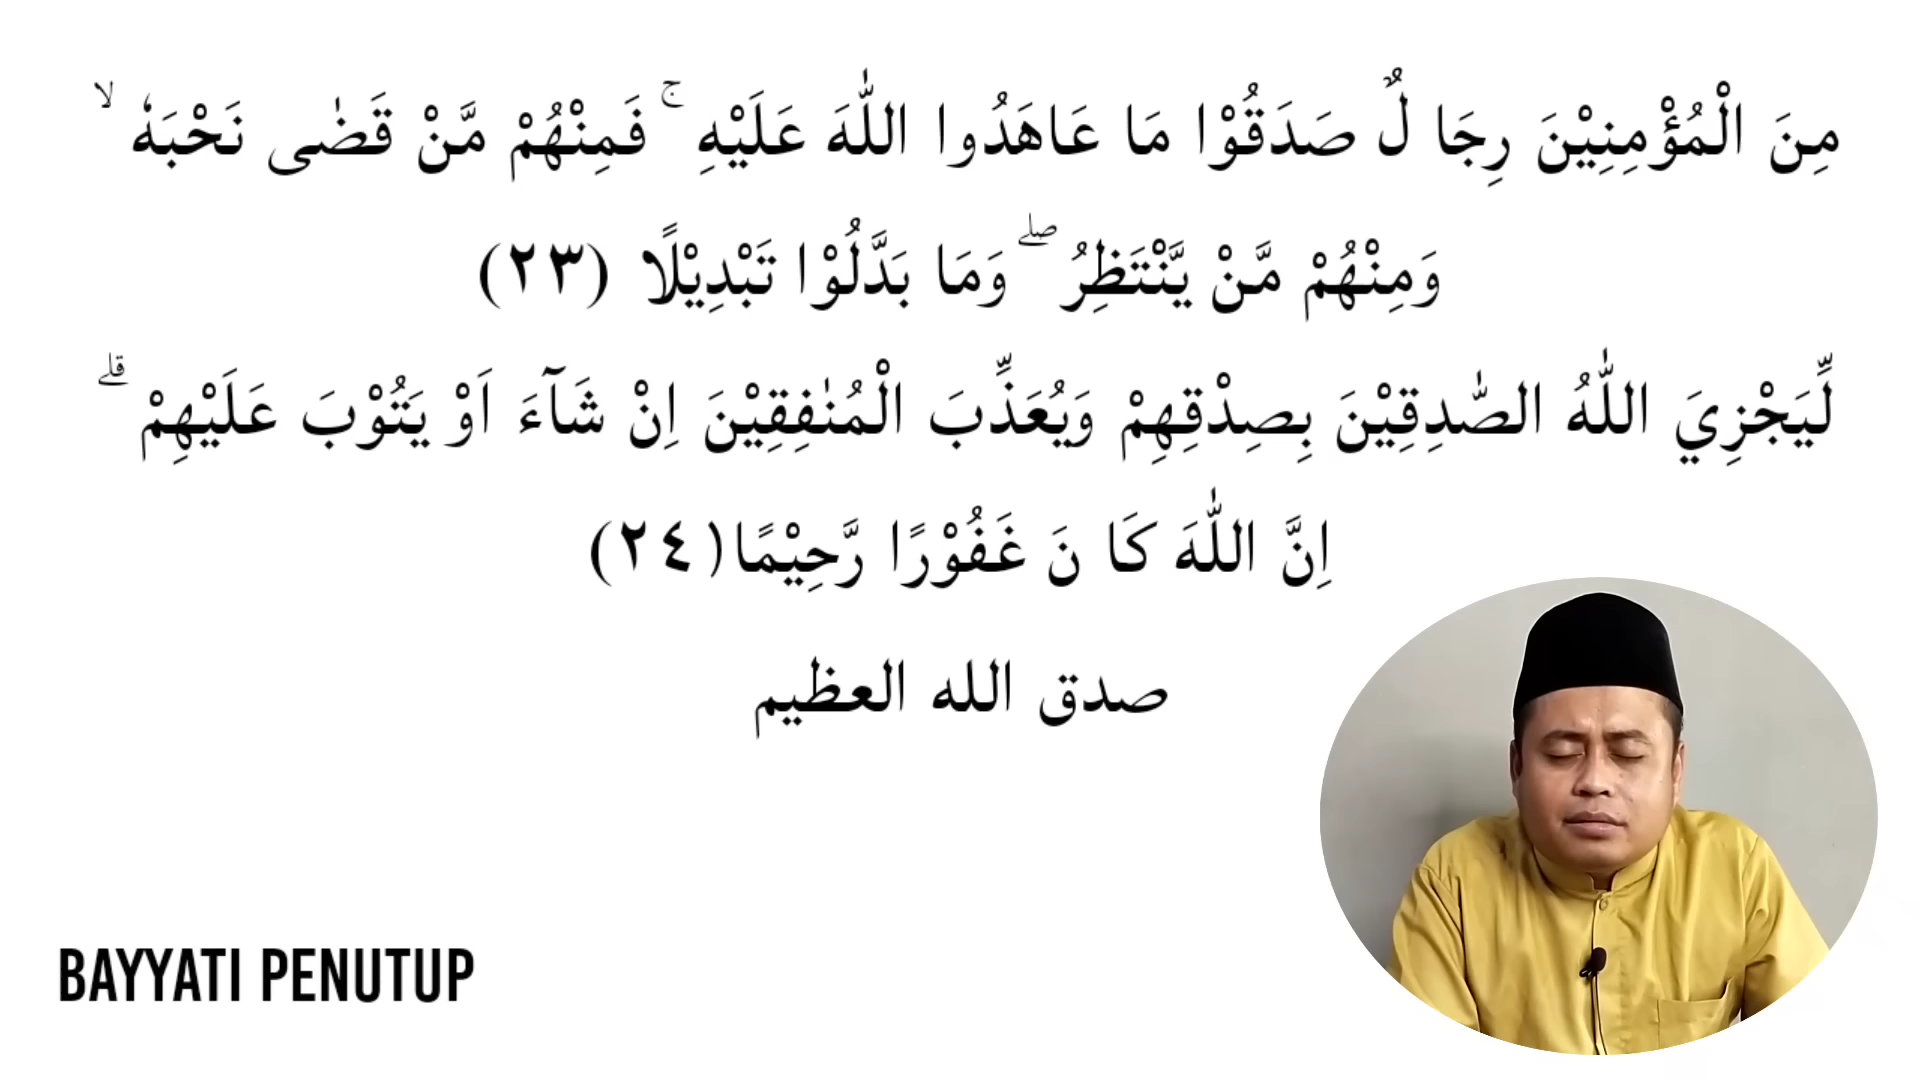 مِنَ الْمُؤْمِنِيْنَ رِجَا لٌ صَدَقُوْا مَا عَاهَدُوا اللّٰهَ عَلَيْهِ ۚ فَمِنْهُمْ مَّنْ قَضٰى نَحْبَهٗ ۙ
وَمِنْهُمْ مَّنْ يَّنْتَظِرُ ۖ وَمَا بَدَّلُوْا تَبْدِيْلًا (٢٣)
لِّيَجْزِيَ اللّٰهُ الصّٰدِقِيْنَ بِصِدْقِهِمْ وَيُعَذِّبَ الْمُنٰفِقِيْنَ اِنْ شَآءَ اَوْ يَتُوْبَ عَلَيْهِمْ ۗ
اِنَّ اللّٰهَ كَا نَ غَفُوْرًا رَّحِيْمًا (٢٤)
صدق الله العظيم
BAYYATI PENUTUP